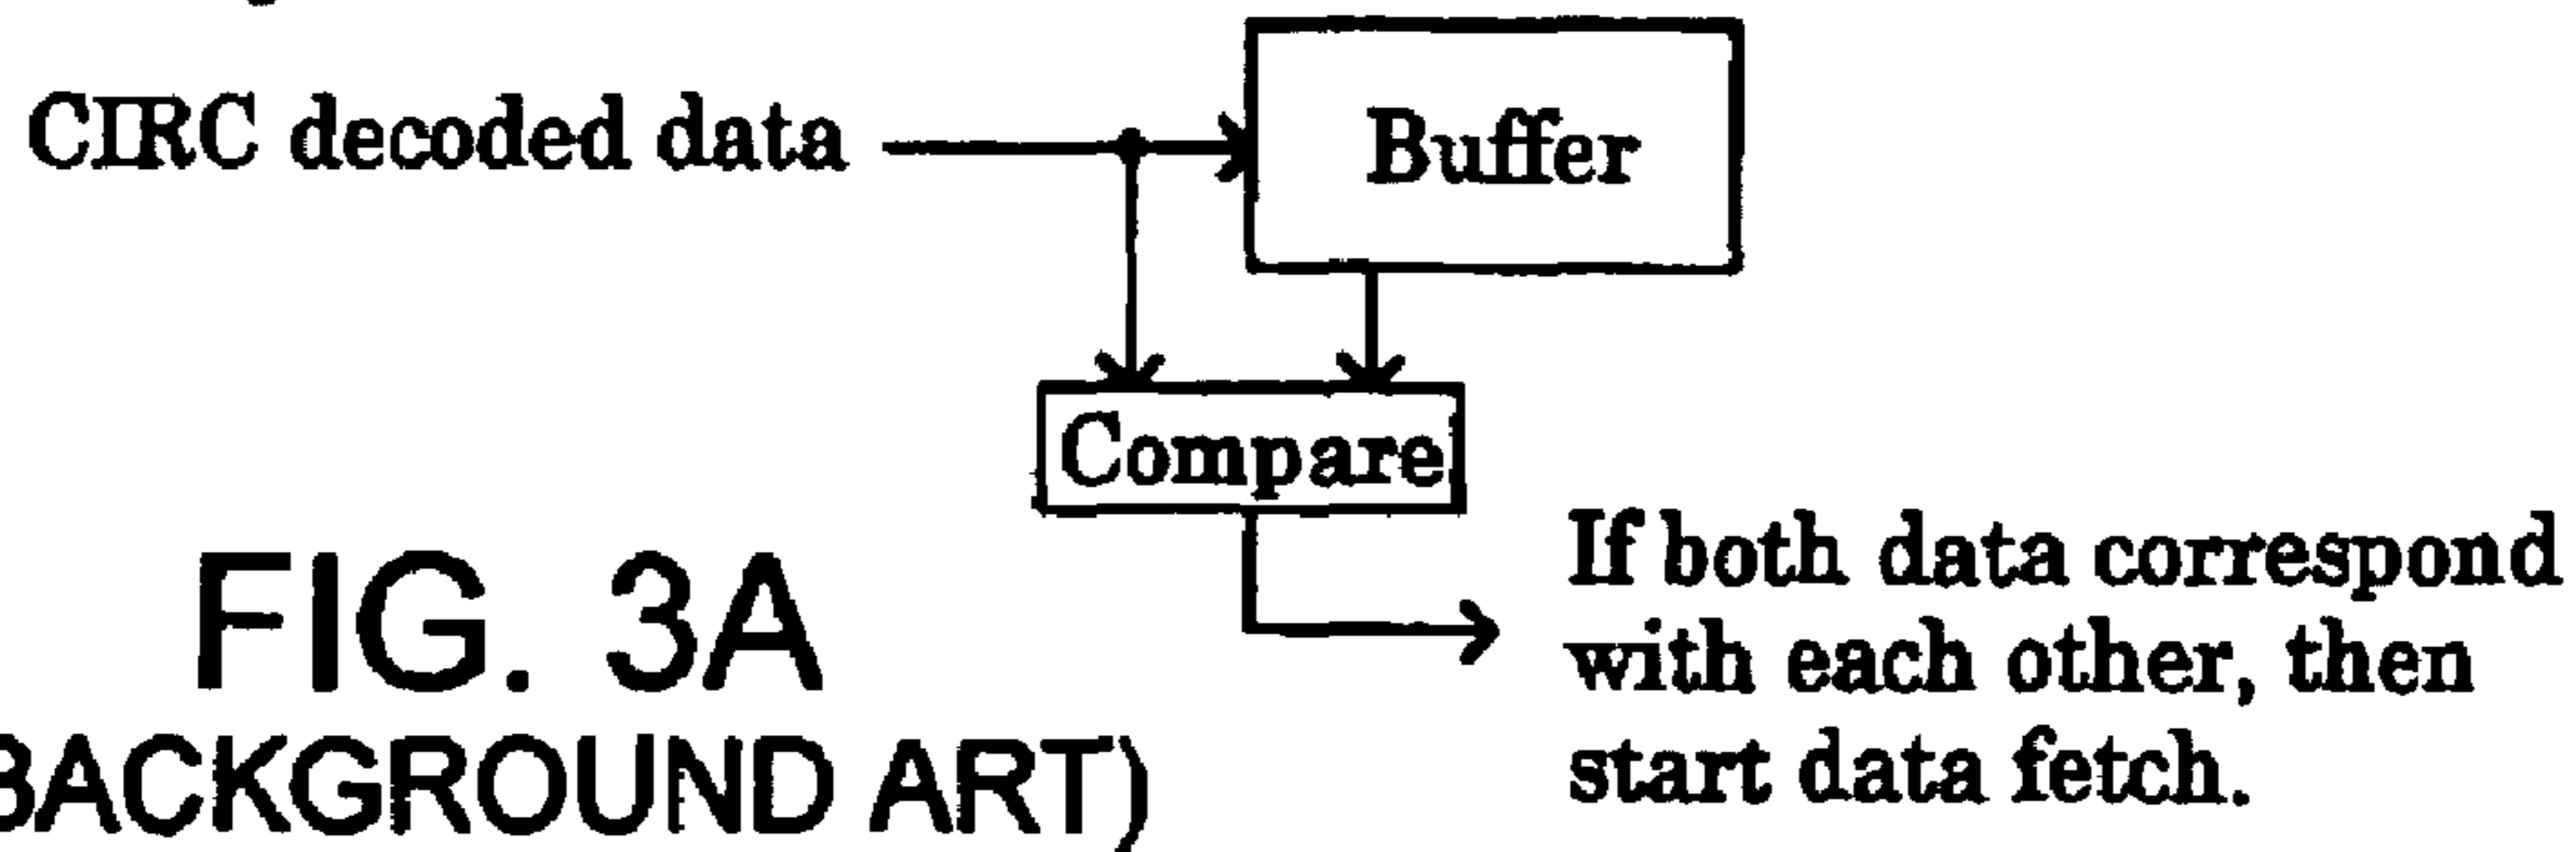 CIRC decoded data
Buffer
Compare
If both data correspond
with each other, then
start data fetch.
FIG. 3A
BACKGROUND ART)